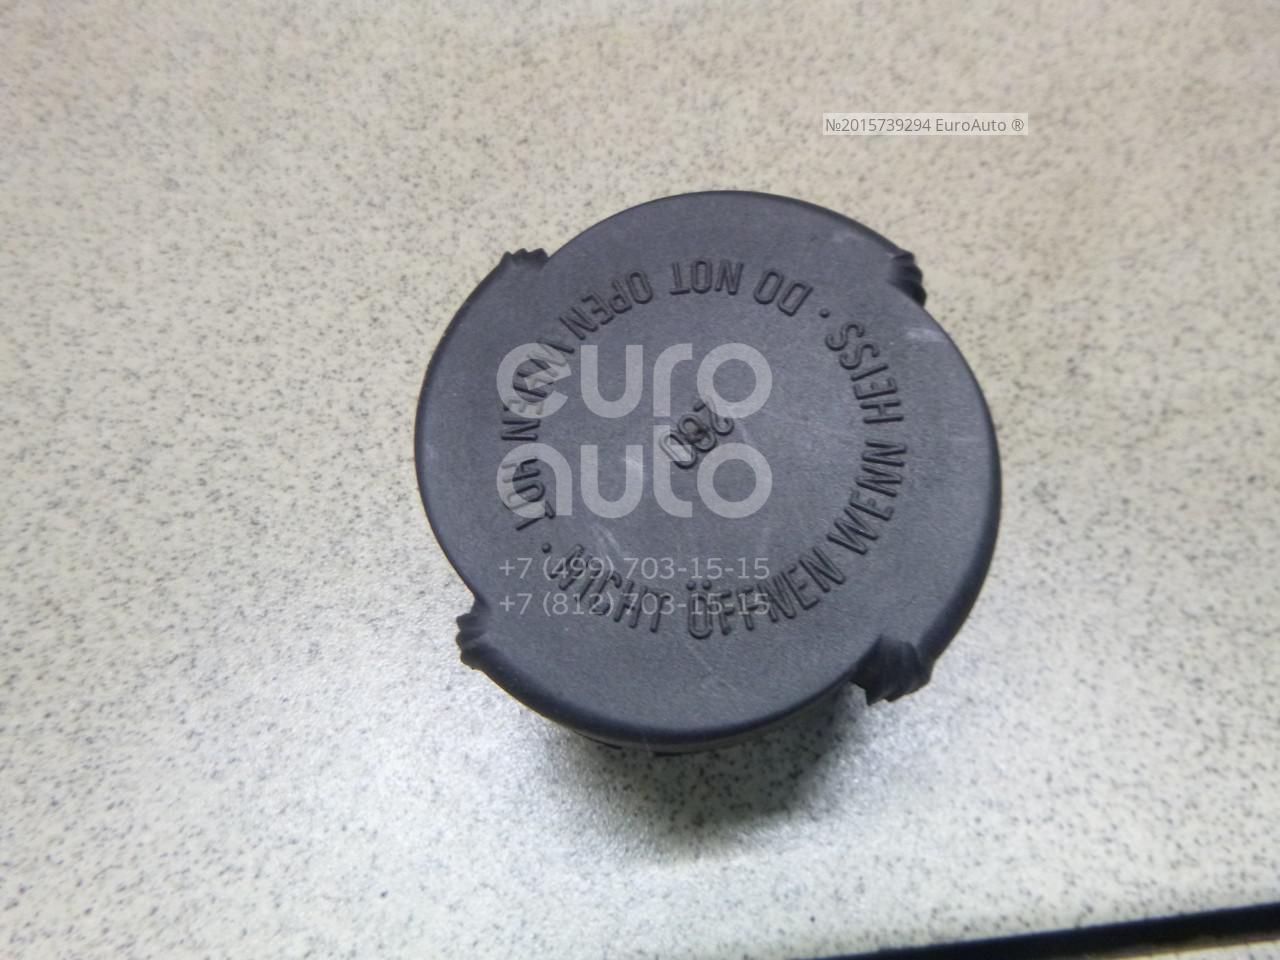 №2015739294 EuroAuto ®
DO NOT OPEN WHEN HOT · NICHT ÖFFNEN WENN HEISS ·
200
euro
auto
+7 (499) 703-15-15
+7 (812) 703-15-15